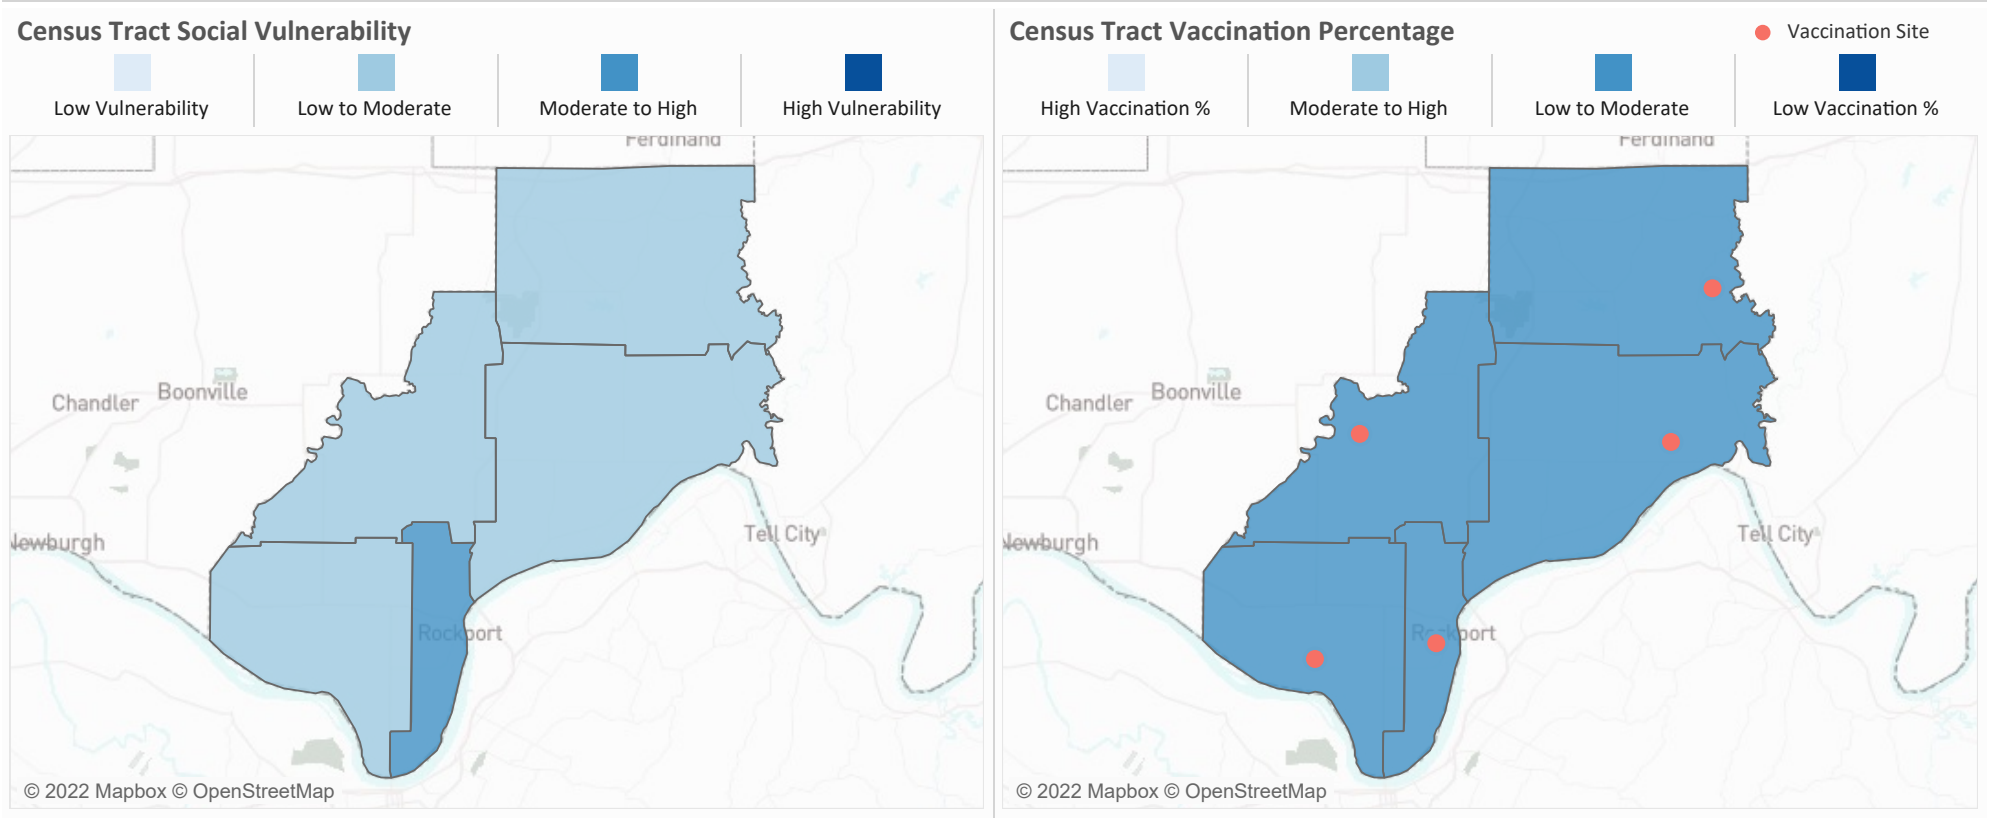 Census Tract Social Vulnerability
Low Vulnerability
Low to Moderate
Moderate to High
High Vulnerability
Ferdinand
Chandler
Boonville
Newburgh
Tell City
Rockport
© 2022 Mapbox © OpenStreetMap
Census Tract Vaccination Percentage
Vaccination Site
High Vaccination %
Moderate to High
Low to Moderate
Low Vaccination %
Ferdinand
Chandler
Boonville
Newburgh
Tell City
Rockport
© 2022 Mapbox © OpenStreetMap